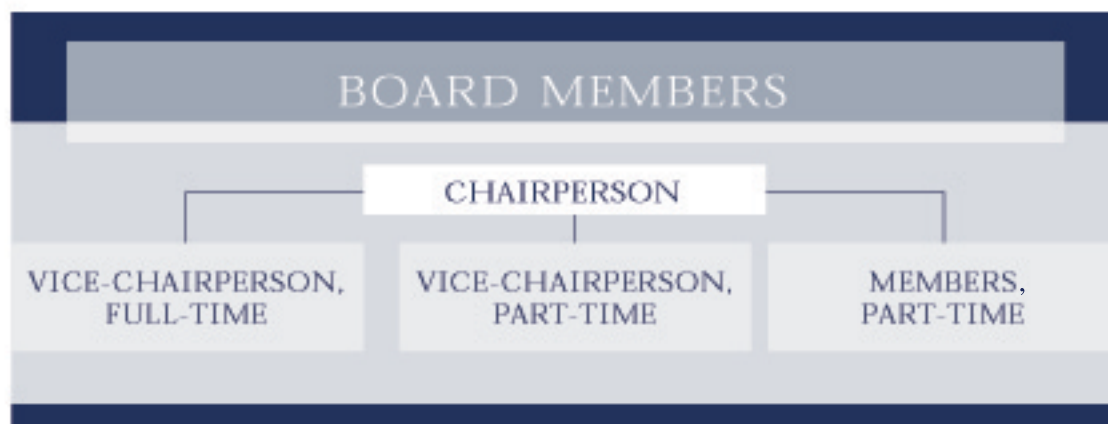 BOARD MEMBERS
CHAIRPERSON
VICE-CHAIRPERSON,
FULL-TIME
VICE-CHAIRPERSON,
PART-TIME
MEMBERS,
PART-TIME